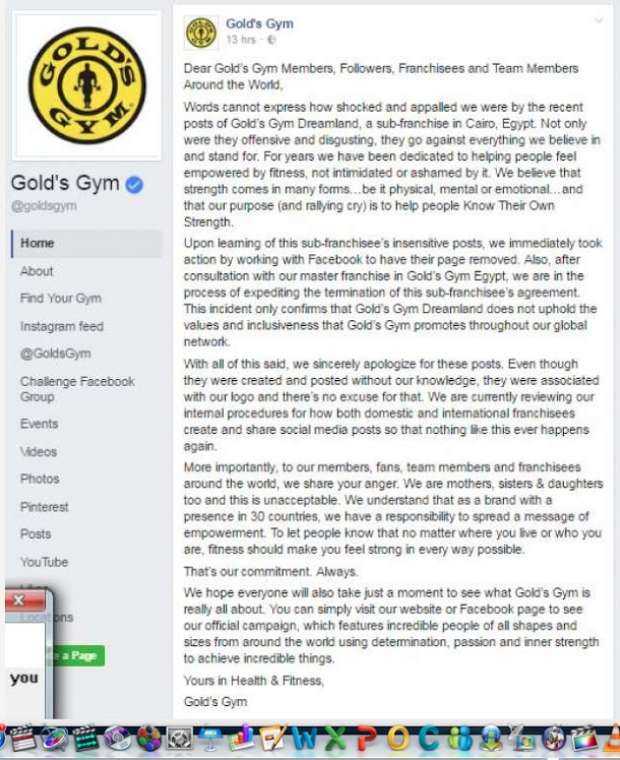 GOLD'S
GYM
Gold's Gym
@goldsgym
Home
About
Find Your Gym
Instagram feed
@GoldsGym
Challenge Facebook
Group
Events
Videos
Photos
Pinterest
Posts
YouTube
X
you
a Page
GOLD'S
GYM
Gold's Gym
13 hrs ·
Dear Gold's Gym Members, Followers, Franchisees and Team Members
Around the World,
Words cannot express how shocked and appalled we were by the recent
posts of Gold's Gym Dreamland, a sub-franchise in Cairo, Egypt. Not only
were they offensive and disgusting, they go against everything we believe in
and stand for. For years we have been dedicated to helping people feel
empowered by fitness, not intimidated or ashamed by it. We believe that
strength comes in many forms…be it physical, mental or emotional…and
that our purpose (and rallying cry) is to help people Know Their Own
Strength.
Upon learning of this sub-franchisee's insensitive posts, we immediately took
action by working with Facebook to have their page removed. Also, after
consultation with our master franchise in Gold's Gym Egypt, we are in the
process of expediting the termination of this sub-franchisee's agreement.
This incident only confirms that Gold's Gym Dreamland does not uphold the
values and inclusiveness that Gold's Gym promotes throughout our global
network.
With all of this said, we sincerely apologize for these posts. Even though
they were created and posted without our knowledge, they were associated
with our logo and there's no excuse for that. We are currently reviewing our
internal procedures for how both domestic and international franchisees
create and share social media posts so that nothing like this ever happens
again.
More importantly, to our members, fans, team members and franchisees
around the world, we share your anger. We are mothers, sisters & daughters
too and this is unacceptable. We understand that as a brand with a
presence in 30 countries, we have a responsibility to spread a message of
empowerment. To let people know that no matter where you live or who you
are, fitness should make you feel strong in every way possible.
That's our commitment. Always.
We hope everyone will also take just a moment to see what Gold's Gym is
really all about. You can simply visit our website or Facebook page to see
our official campaign, which features incredible people of all shapes and
sizes from around the world using determination, passion and inner strength
to achieve incredible things.
Yours in Health & Fitness,
Gold's Gym